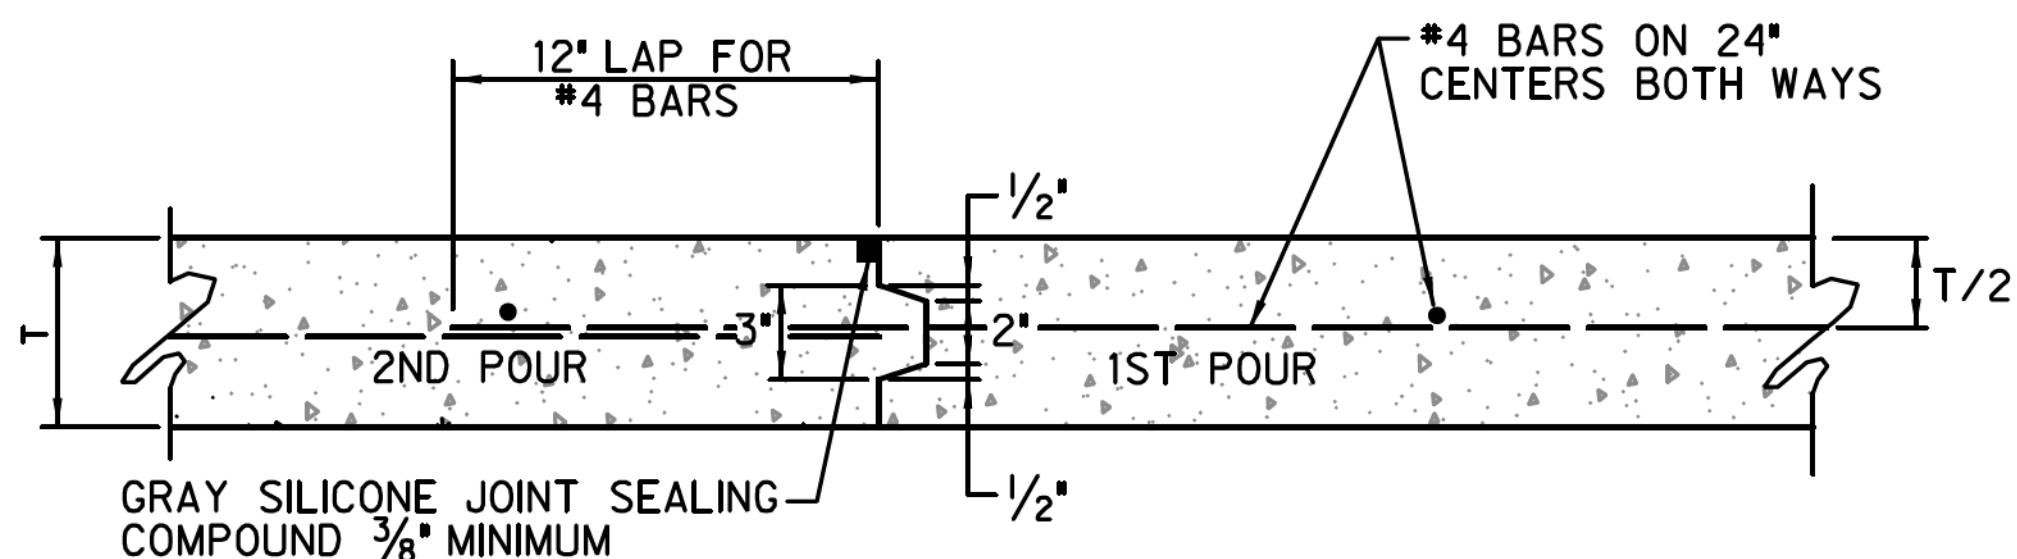 12" LAP FOR
#4 BARS
#4 BARS ON 24"
CENTERS BOTH WAYS
1/2"
T
T/2
3"
2"
2ND POUR
1ST POUR
GRAY SILICONE JOINT SEALING
COMPOUND 3/8" MINIMUM
1/2"